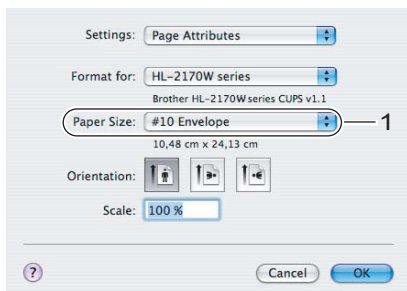 Settings: Page Attributes
Format for: HL-2170W series
Brother HL-2170W series CUPS v1.1
Paper Size: #10 Envelope 1
10,48 cm x 24,13 cm
Orientation:
Scale: 100 %
? Cancel OK